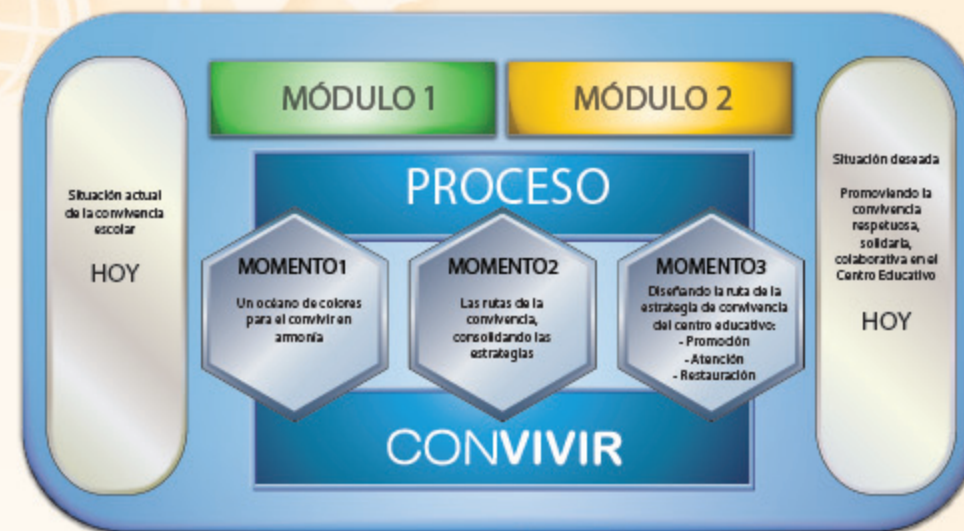 MÓDULO 1
MÓDULO 2
Situación actual
de la convivencia
escolar
HOY
PROCESO
MOMENTO1
Un océano de colores
para el convivir en
armonía
MOMENTO2
Las rutas de la
convivencia,
consolidando las
estrategias
MOMENTO3
Diseñando la ruta de la
estrategia de convivencia
del centro educativo:
- Promoción
- Atención
- Restauración
CONVIVIR
Situación deseada
Promoviendo la
convivencia
respetuosa,
solidaria,
colaborativa en el
Centro Educativo
HOY